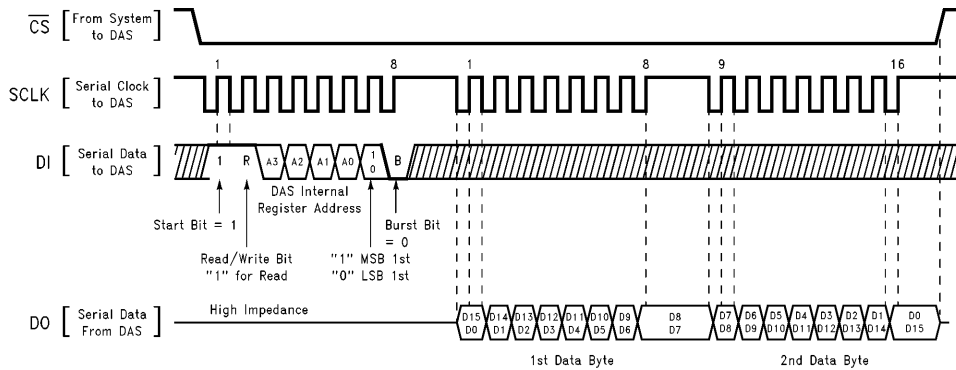 CS [ From System to DAS ]
1 8 1 8 9 16
SCLK [ Serial Clock to DAS ]
DI [ Serial Data to DAS ] 1 R A3 A2 A1 A0 1 0 B
DAS Internal
Register Address
Start Bit = 1
Burst Bit
= 0
Read/Write Bit
"1" for Read
"1" MSB 1st
"0" LSB 1st
High Impedance
DO [ Serial Data From DAS ]
D15 D14 D13 D12 D11 D10 D9 D8 D7 D6 D5 D4 D3 D2 D1 D0
D0 D1 D2 D3 D4 D5 D6 D7 D8 D9 D10 D11 D12 D13 D14 D15
1st Data Byte 2nd Data Byte